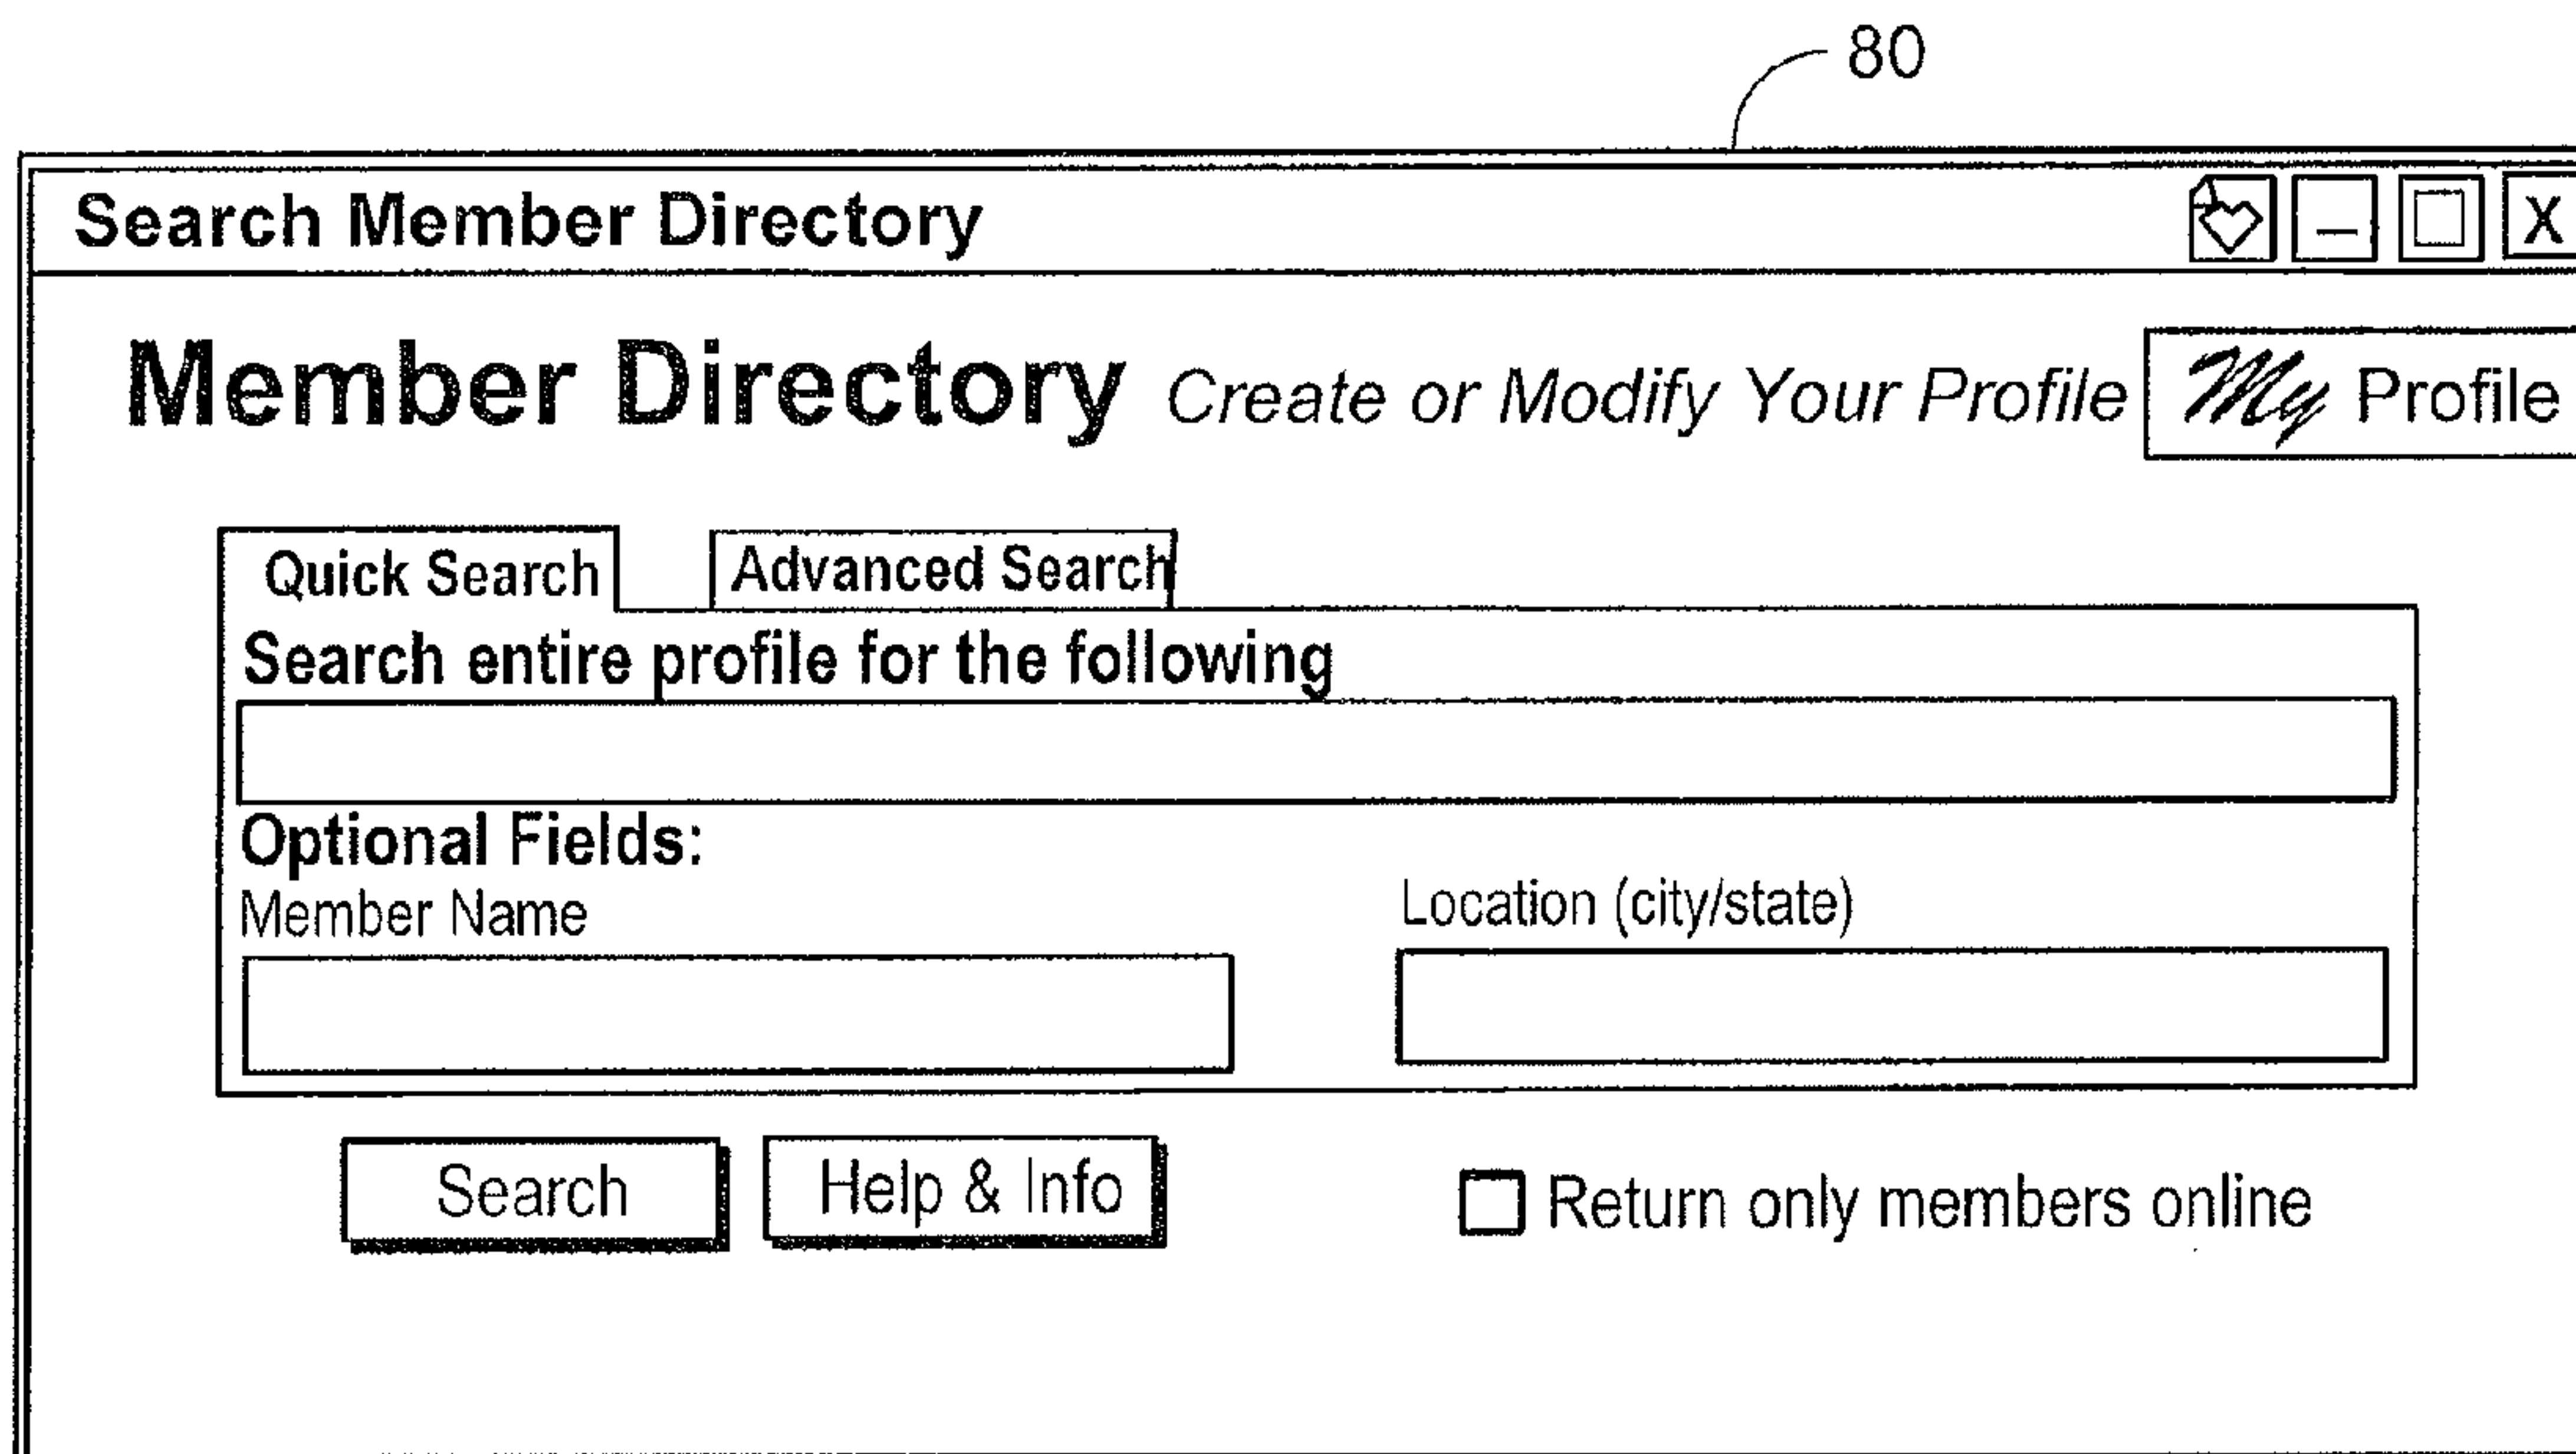 80
Search Member Directory X
Member Directory Create or Modify Your Profile My Profile
Quick Search Advanced Search
Search entire profile for the following
Optional Fields:
Member Name Location (city/state)
Search Help & Info Return only members online